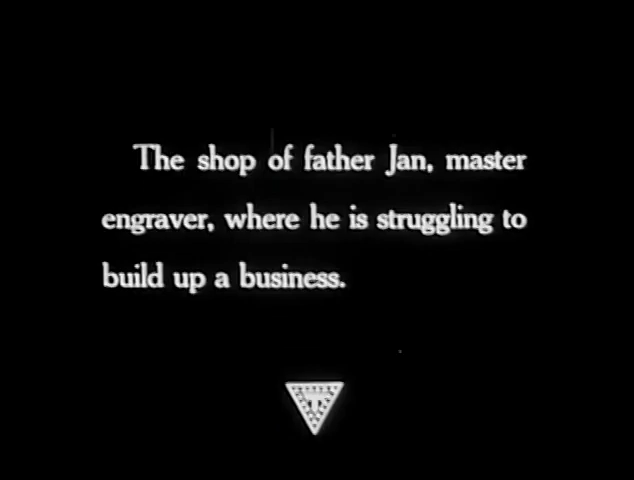 The shop of father Jan, master
engraver, where he is struggling to
build up a business.